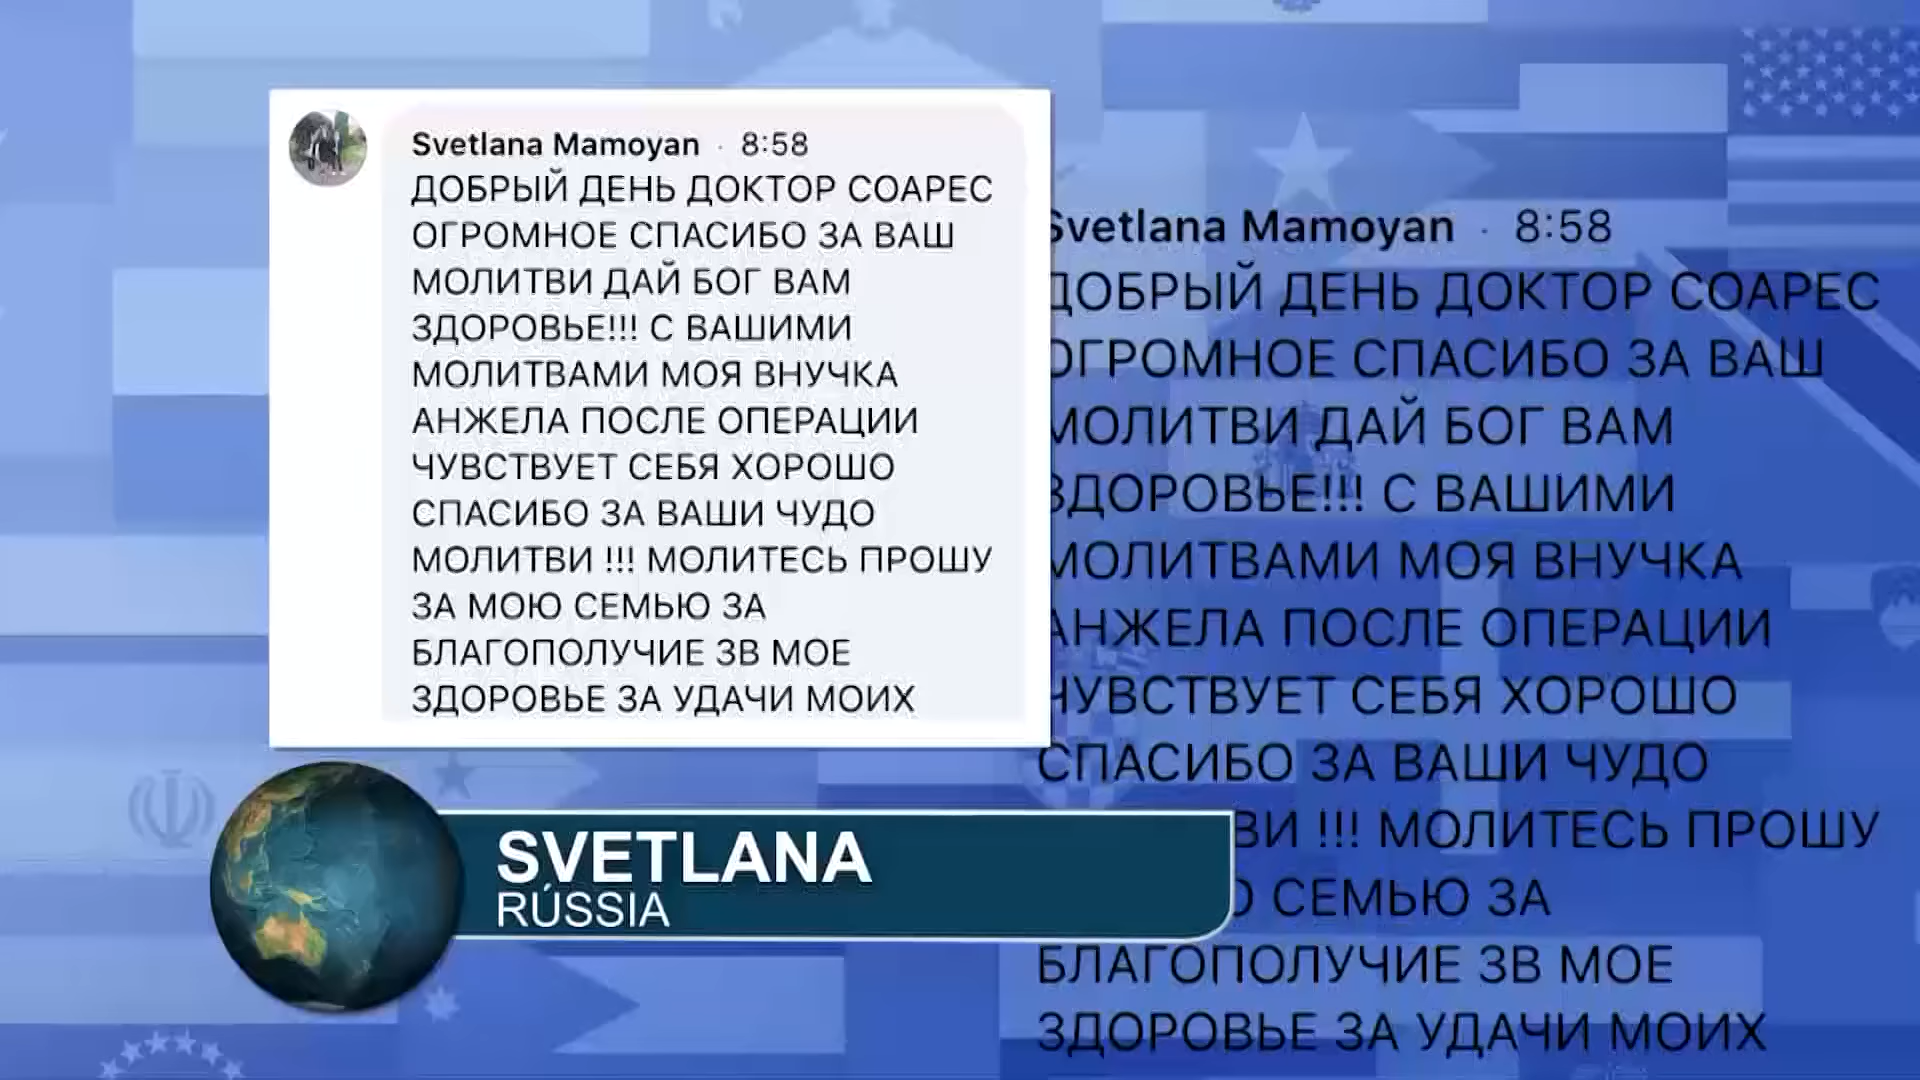 Svetlana Mamoyan · 8:58
ДОБРЫЙ ДЕНЬ ДОКТОР СОАРЕС
ОГРОМНОЕ СПАСИБО ЗА ВАШ
МОЛИТВИ ДАЙ БОГ ВАМ
ЗДОРОВЬЕ!!! С ВАШИМИ
МОЛИТВАМИ МОЯ ВНУЧКА
АНЖЕЛА ПОСЛЕ ОПЕРАЦИИ
ЧУВСТВУЕТ СЕБЯ ХОРОШО
СПАСИБО ЗА ВАШИ ЧУДО
МОЛИТВИ !!! МОЛИТЕСЬ ПРОШУ
ЗА МОЮ СЕМЬЮ ЗА
БЛАГОПОЛУЧИЕ ЗВ МОЕ
ЗДОРОВЬЕ ЗА УДАЧИ МОИХ
Svetlana Mamoyan · 8:58
ДОБРЫЙ ДЕНЬ ДОКТОР СОАРЕС
ОГРОМНОЕ СПАСИБО ЗА ВАШ
МОЛИТВИ ДАЙ БОГ ВАМ
ЗДОРОВЬЕ!!! С ВАШИМИ
МОЛИТВАМИ МОЯ ВНУЧКА
АНЖЕЛА ПОСЛЕ ОПЕРАЦИИ
ЧУВСТВУЕТ СЕБЯ ХОРОШО
СПАСИБО ЗА ВАШИ ЧУДО
ВИ !!! МОЛИТЕСЬ ПРОШУ
СЕМЬЮ ЗА
БЛАГОПОЛУЧИЕ ЗВ МОЕ
ЗДОРОВЬЕ ЗА УДАЧИ МОИХ
SVETLANA
RÚSSIA